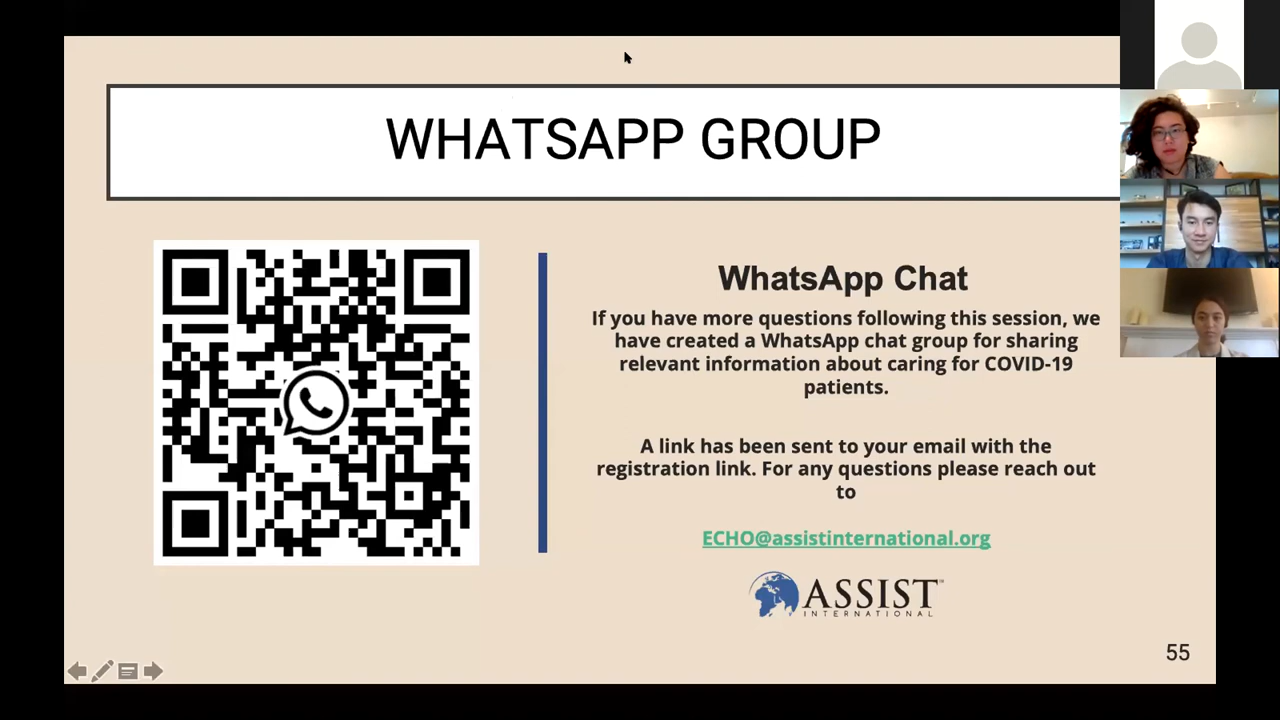 WHATSAPP GROUP
WhatsApp Chat
If you have more questions following this session, we
have created a WhatsApp chat group for sharing
relevant information about caring for COVID-19
patients.
A link has been sent to your email with the
registration link. For any questions please reach out
to
ECHO@assistinternational.org
ASSIST™
INTERNATIONAL
55